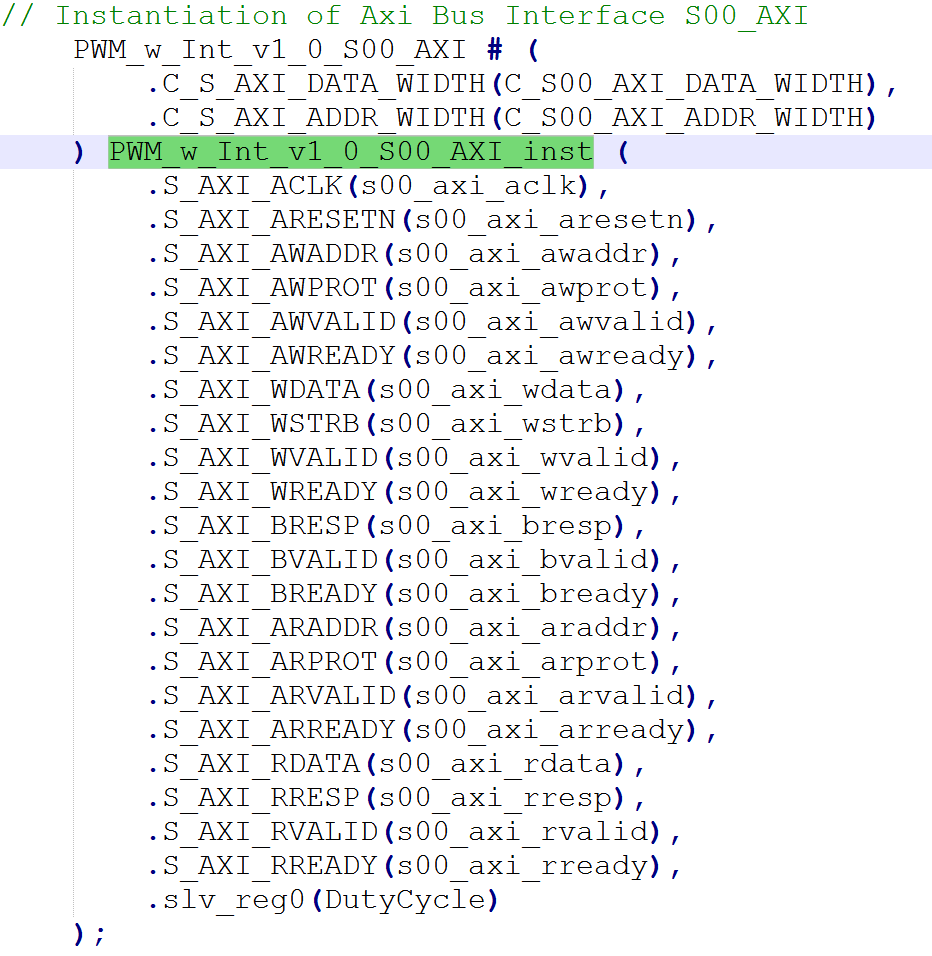 // Instantiation of Axi Bus Interface S00_AXI
PWM_w_Int_v1_0_S00_AXI # (
.C_S_AXI_DATA_WIDTH(C_S00_AXI_DATA_WIDTH),
.C_S_AXI_ADDR_WIDTH(C_S00_AXI_ADDR_WIDTH)
) PWM_w_Int_v1_0_S00_AXI_inst (
.S_AXI_ACLK(s00_axi_aclk),
.S_AXI_ARESETN(s00_axi_aresetn),
.S_AXI_AWADDR(s00_axi_awaddr),
.S_AXI_AWPROT(s00_axi_awprot),
.S_AXI_AWVALID(s00_axi_awvalid),
.S_AXI_AWREADY(s00_axi_awready),
.S_AXI_WDATA(s00_axi_wdata),
.S_AXI_WSTRB(s00_axi_wstrb),
.S_AXI_WVALID(s00_axi_wvalid),
.S_AXI_WREADY(s00_axi_wready),
.S_AXI_BRESP(s00_axi_bresp),
.S_AXI_BVALID(s00_axi_bvalid),
.S_AXI_BREADY(s00_axi_bready),
.S_AXI_ARADDR(s00_axi_araddr),
.S_AXI_ARPROT(s00_axi_arprot),
.S_AXI_ARVALID(s00_axi_arvalid),
.S_AXI_ARREADY(s00_axi_arready),
.S_AXI_RDATA(s00_axi_rdata),
.S_AXI_RRESP(s00_axi_rresp),
.S_AXI_RVALID(s00_axi_rvalid),
.S_AXI_RREADY(s00_axi_rready),
.slv_reg0(DutyCycle)
);